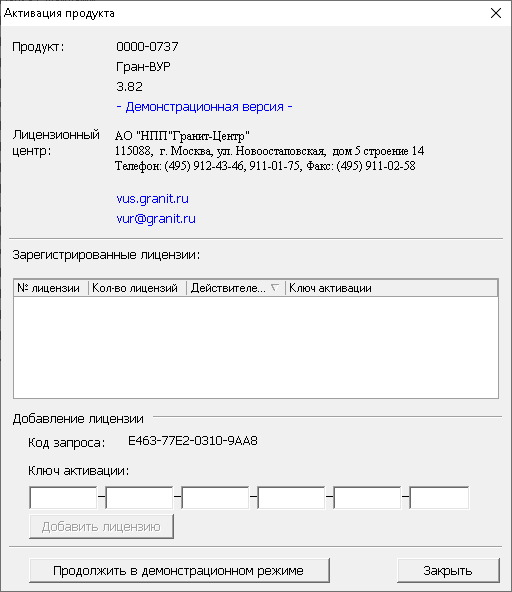 Активация продукта
Продукт: 0000-0737
Гран-ВУР
3.82
- Демонстрационная версия -
Лицензионный центр: АО "НПП"Гранит-Центр"
115088, г. Москва, ул. Новоостаповская, дом 5 строение 14
Телефон: (495) 912-43-46, 911-01-75, Факс: (495) 911-02-58
vus.granit.ru
vur@granit.ru
Зарегистрированные лицензии:
№ лицензии Кол-во лицензий Действителе... Ключ активации
Добавление лицензии
Код запроса: E463-77E2-0310-9AA8
Ключ активации:
Добавить лицензию
Продолжить в демонстрационном режиме Закрыть